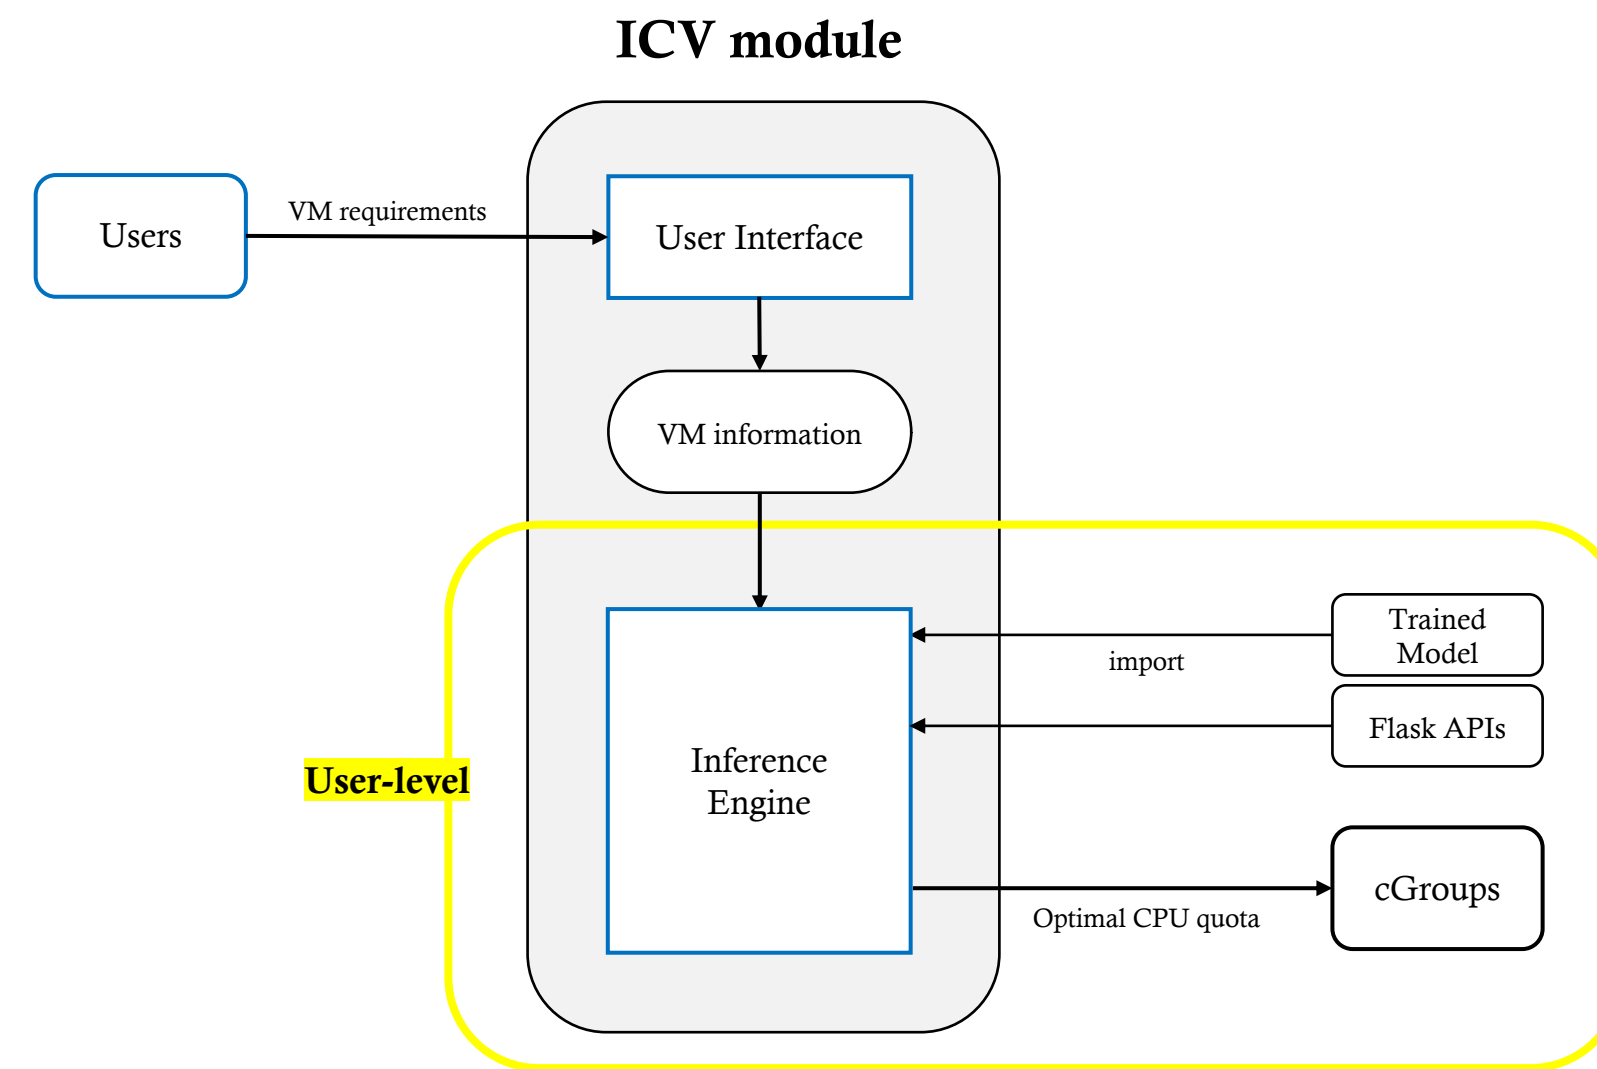 ICV module
Users
VM requirements
User Interface
VM information
Trained
Model
import
Flask APIs
User-level
Inference
Engine
cGroups
Optimal CPU quota